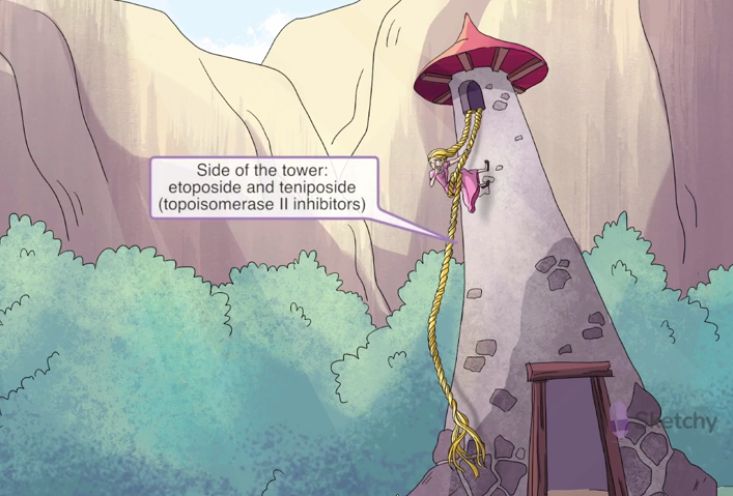 Side of the tower:
etoposide and teniposide
(topoisomerase II inhibitors)
Sketchy